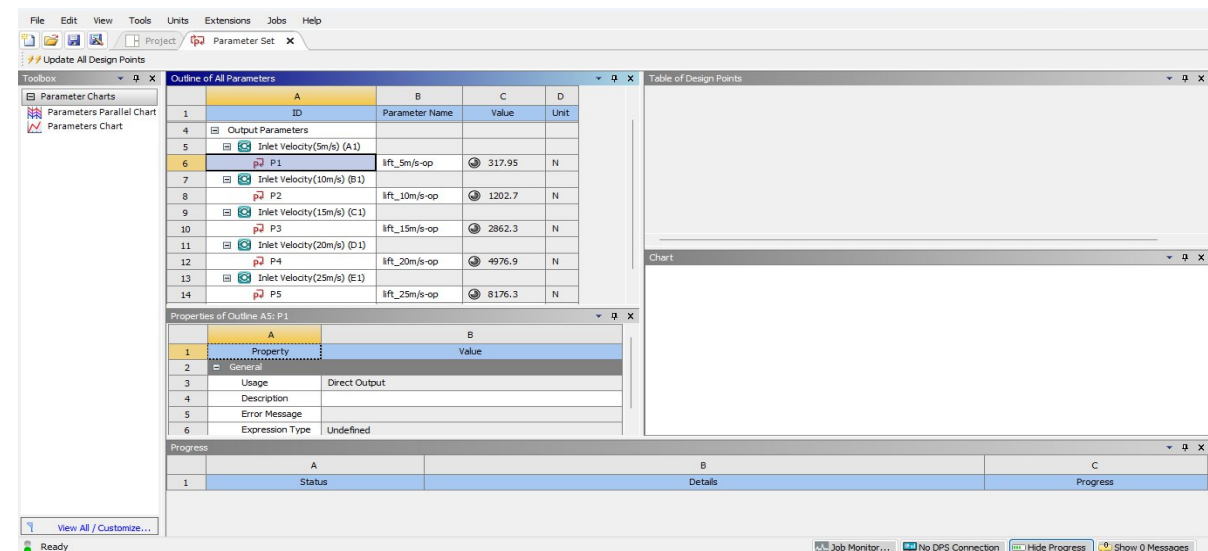 File Edit View Tools Units Extensions Jobs Help
Project Parameter Set
Update All Design Points
Toolbox
Parameter Charts
Parameters Parallel Chart
Parameters Chart
View All / Customize...
Outline of All Parameters
A B C D
1 ID Parameter Name Value Unit
4 Output Parameters
5 Inlet Velocity(5m/s) (A1)
6 P1 lift_5m/s-op 317.95 N
7 Inlet Velocity(10m/s) (B1)
8 P2 lift_10m/s-op 1202.7 N
9 Inlet Velocity(15m/s) (C1)
10 P3 lift_15m/s-op 2862.3 N
11 Inlet Velocity(20m/s) (D1)
12 P4 lift_20m/s-op 4976.9 N
13 Inlet Velocity(25m/s) (E1)
14 P5 lift_25m/s-op 8176.3 N
Properties of Outline A5: P1
A B
1 Property Value
2 General
3 Usage Direct Output
4 Description
5 Error Message
6 Expression Type Undefined
Table of Design Points
Chart
Progress
A B C
1 Status Details Progress
Ready
Job Monitor... No DPS Connection Hide Progress Show 0 Messages